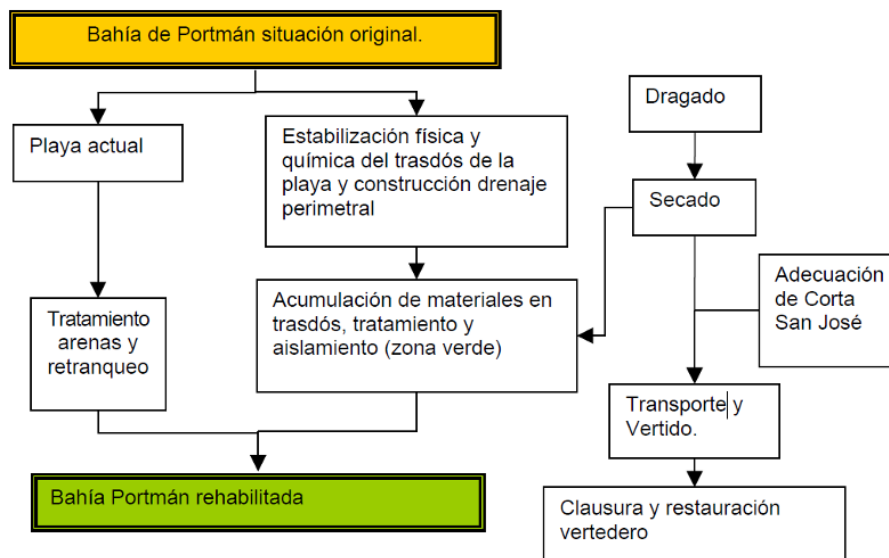 Bahía de Portmán situación original.
Playa actual
Estabilización física y
química del trasdós de la
playa y construcción drenaje
perimetral
Dragado
Secado
Adecuación
de Corta
San José
Tratamiento
arenas y
retranqueo
Acumulación de materiales en
trasdós, tratamiento y
aislamiento (zona verde)
Transporte y
Vertido.
Bahía Portmán rehabilitada
Clausura y restauración
vertedero